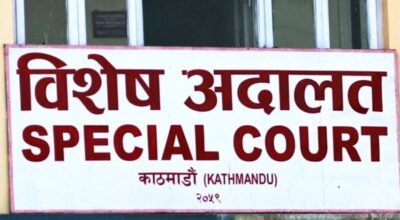 विशेष अदालत
SPECIAL COURT
काठमाडौं (KATHMANDU)
२०५९